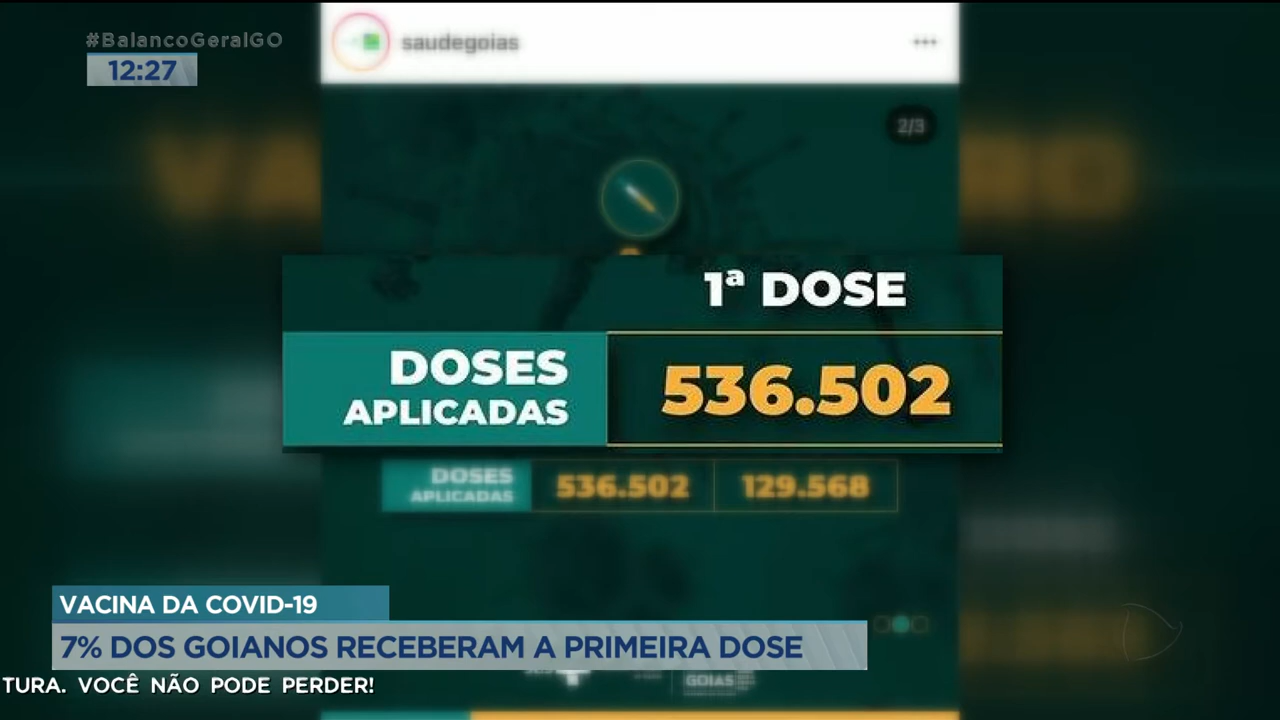 #BalancoGeralGO
12:27
saudegoias
2/3
1ª DOSE
DOSES
APLICADAS
536.502
DOSES
APLICADAS
536.502
129.568
VACINA DA COVID-19
7% DOS GOIANOS RECEBERAM A PRIMEIRA DOSE
TURA. VOCÊ NÃO PODE PERDER!
GOIÁS